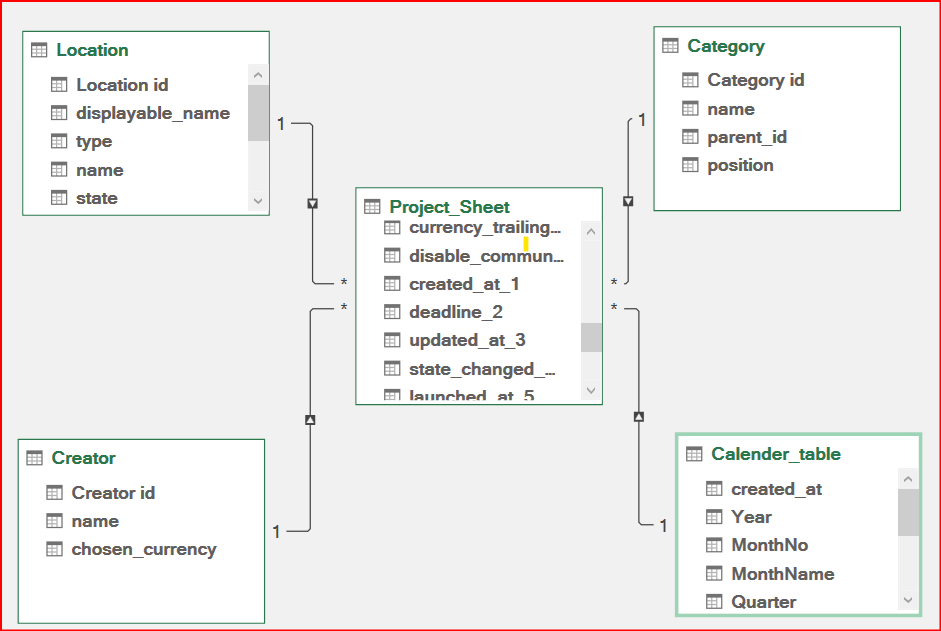 Location
Location id
displayable_name
type
name
state
1
Category
Category id
name
parent_id
position
1
Project_Sheet
currency_trailing...
disable_commun...
created_at_1
deadline_2
updated_at_3
state_changed_...
launched_at_5
*
*
*
*
Creator
Creator id
name
chosen_currency
1
Calender_table
created_at
Year
MonthNo
MonthName
Quarter
1